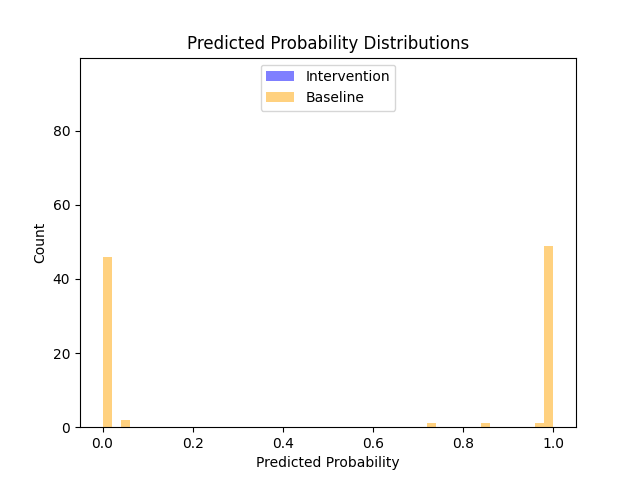 Predicted Probability Distributions
Intervention
Baseline
Count
80
60
40
20
0
0.0 0.2 0.4 0.6 0.8 1.0
Predicted Probability